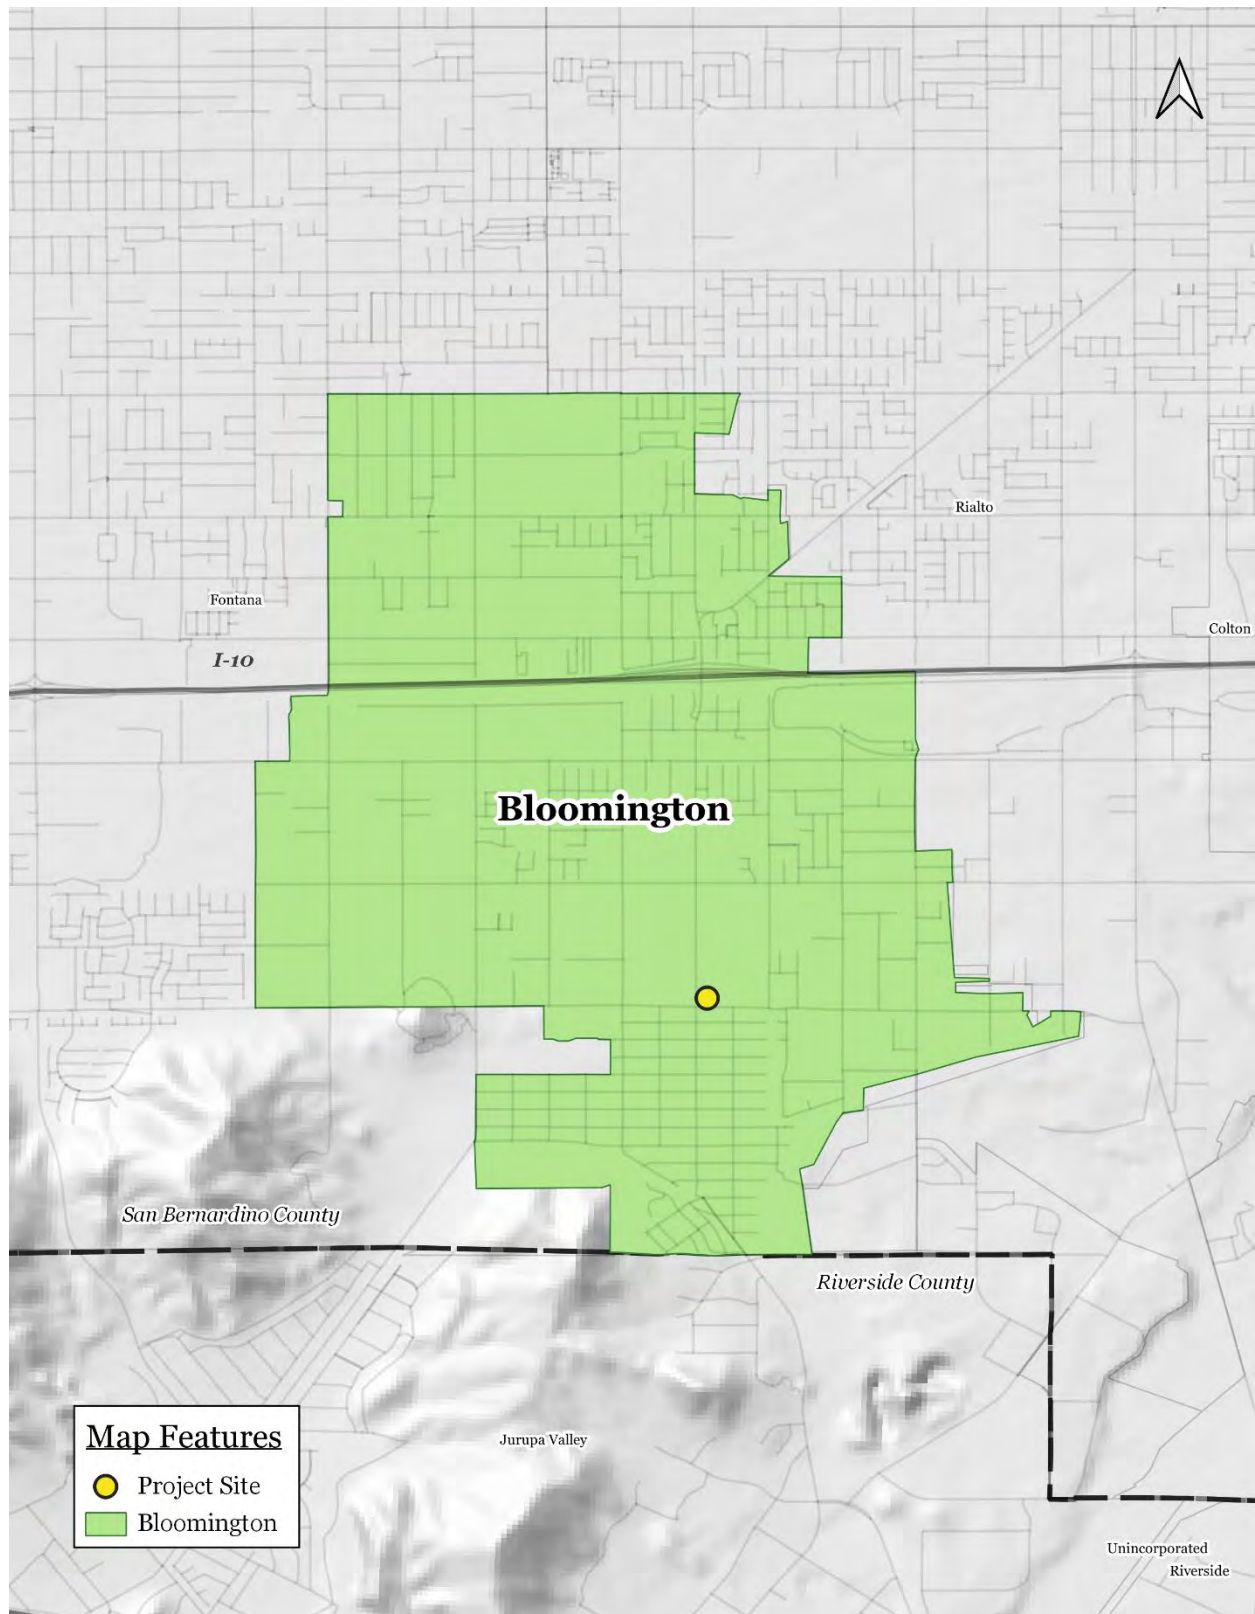 Rialto
Fontana
Colton
I-10
Bloomington
San Bernardino County
Riverside County
Map Features
Project Site
Bloomington
Jurupa Valley
Unincorporated
Riverside